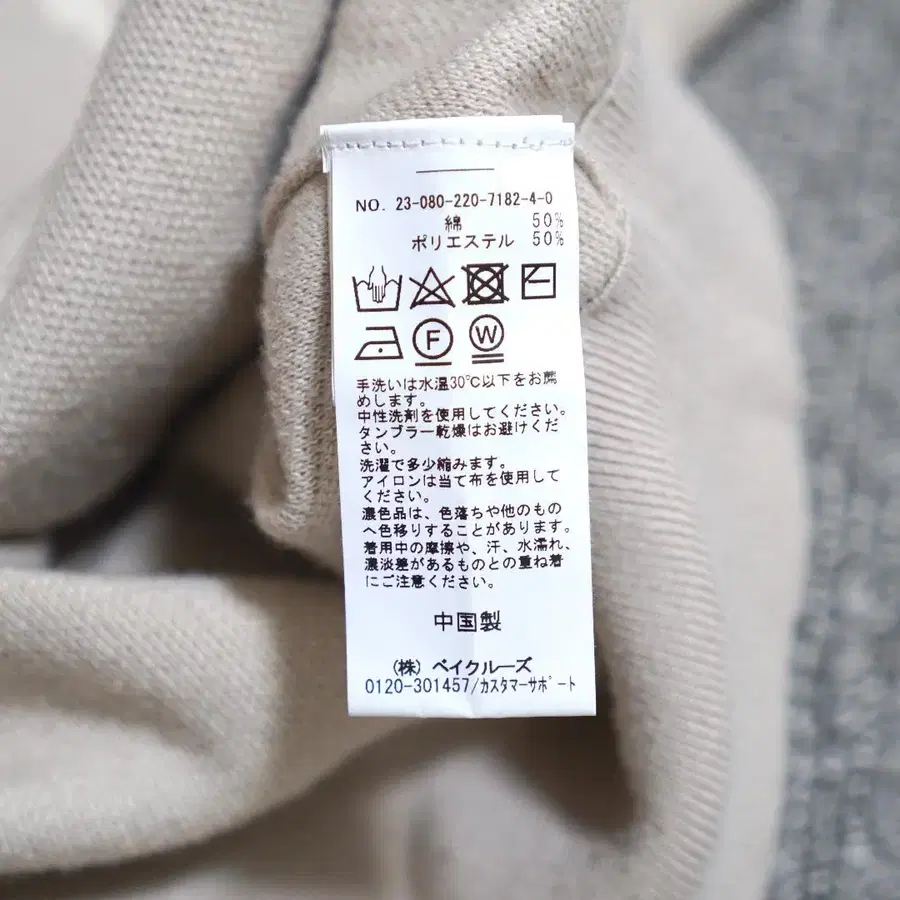 NO. 23-080-220-7182-4-0
綿 50%
ポリエステル 50%
F W
手洗いは水温30℃以下をお薦
めします。
中性洗剤を使用してください。
タンブラー乾燥はお避けくだ
さい。
洗濯で多少縮みます。
アイロンは当て布を使用して
ください。
濃色品は、色落ちや他のもの
へ色移りすることがあります。
着用中の摩擦や、汗、水濡れ、
濃淡差があるものとの重ね着
にご注意ください。
中国製
(株) ベイクルーズ
0120-301457/カスタマーサポート